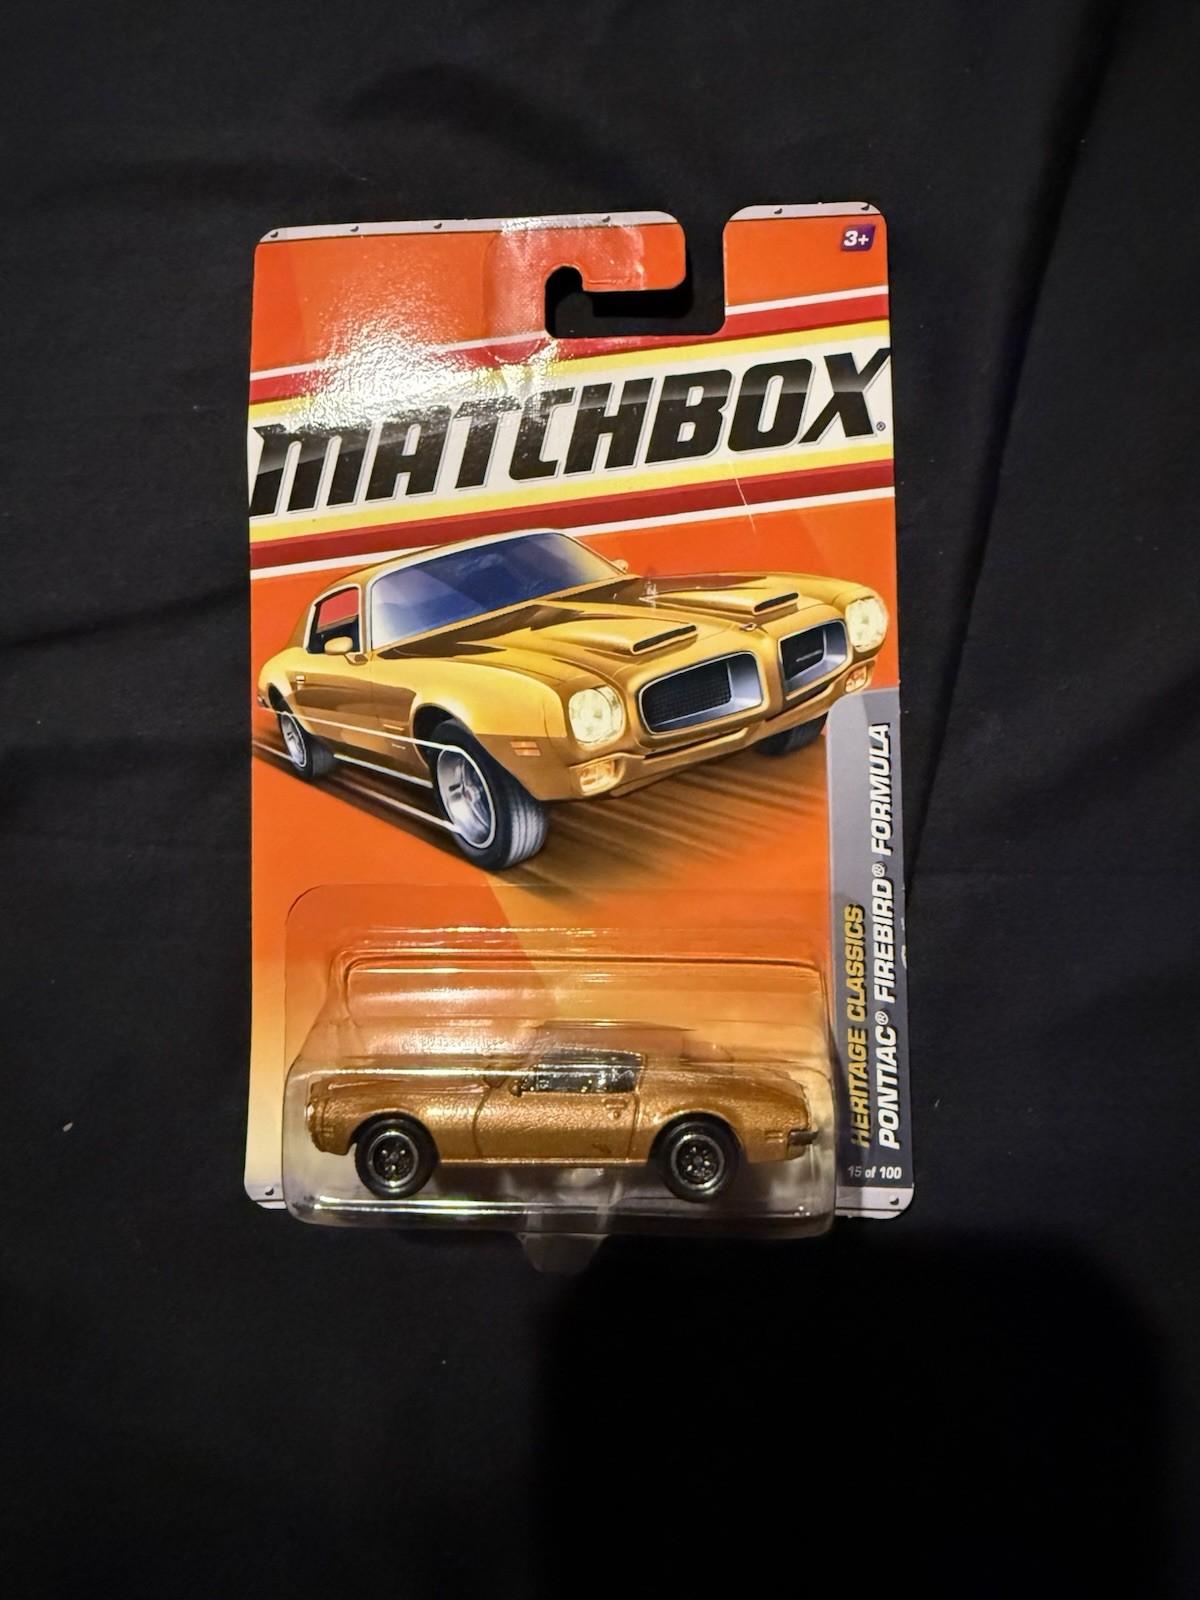 3+
MATCHBOX®
HERITAGE CLASSICS
PONTIAC® FIREBIRD® FORMULA
15 of 100